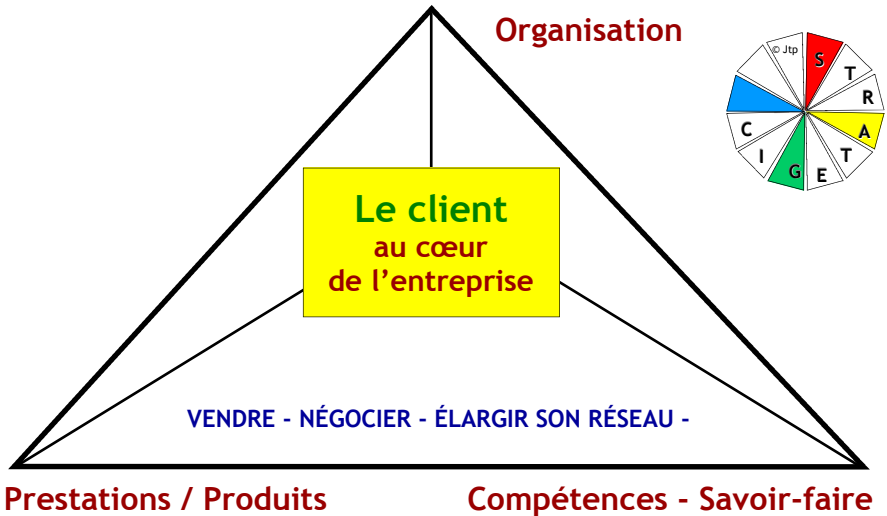 Organisation
© Jtp
S
T
R
A
T
E
G
I
C
Le client
au cœur
de l’entreprise
VENDRE - NÉGOCIER - ÉLARGIR SON RÉSEAU -
Prestations / Produits
Compétences - Savoir-faire